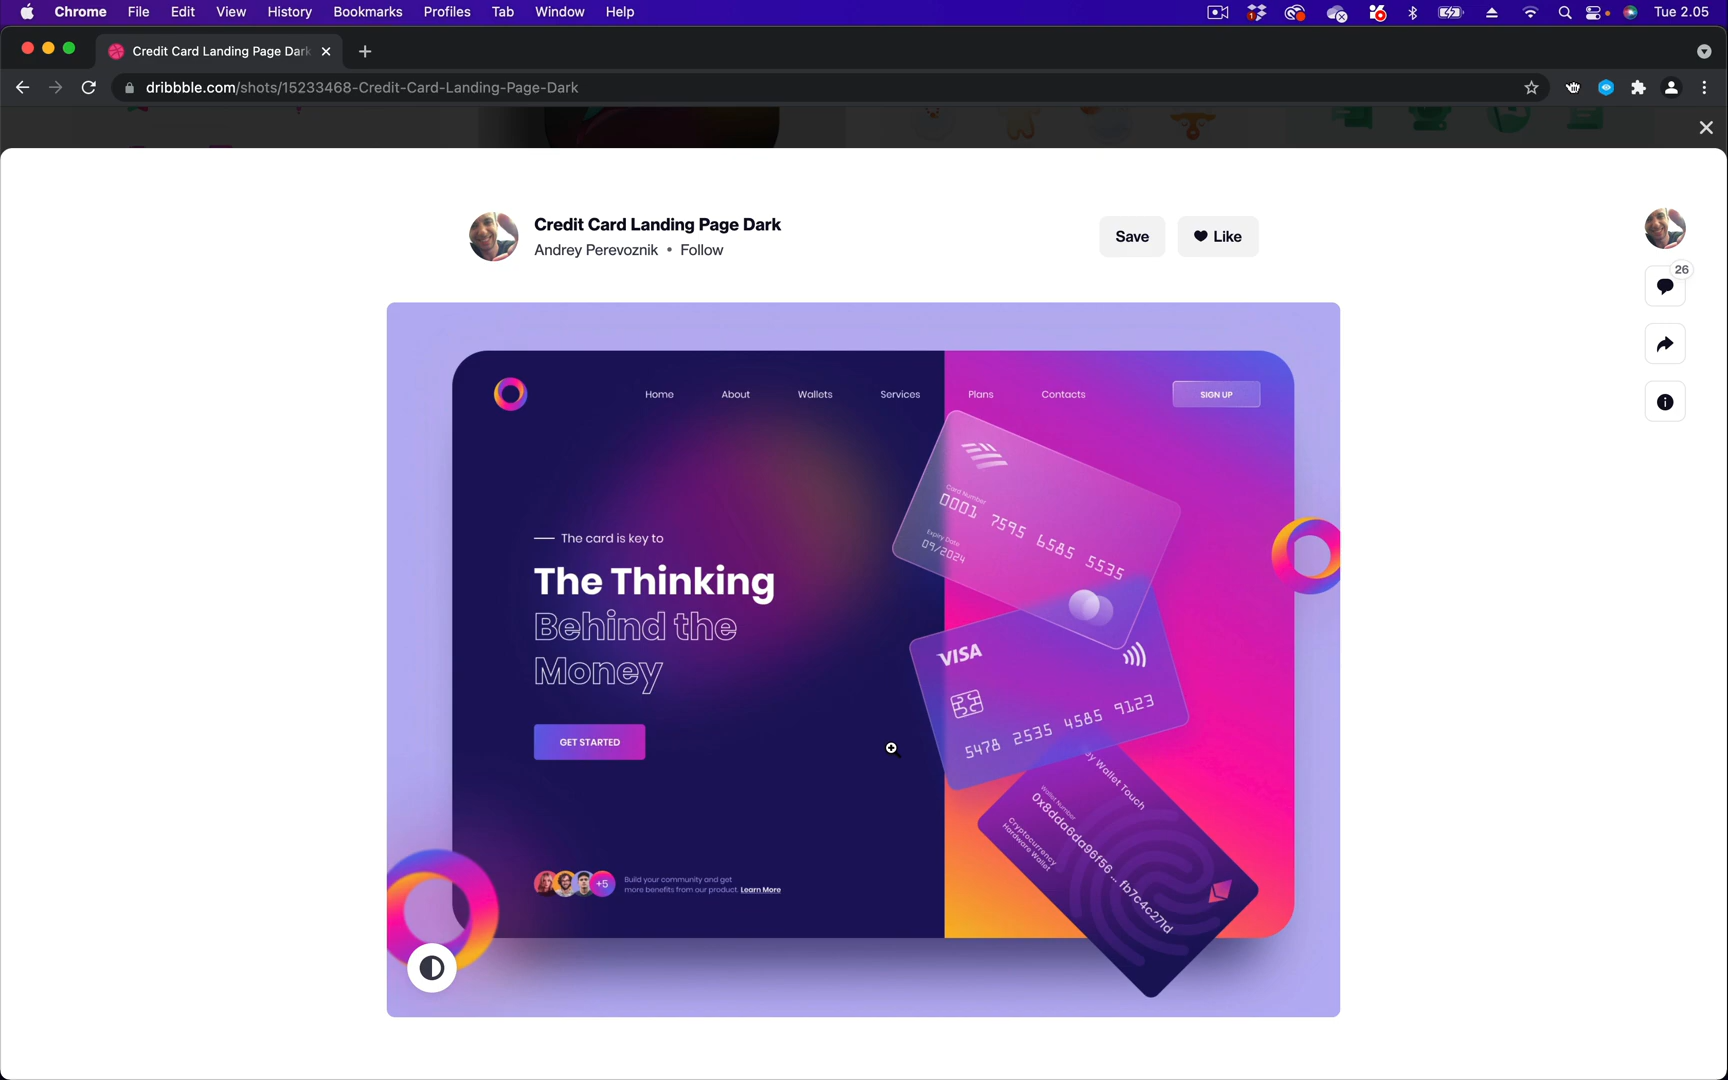 Chrome File Edit View History Bookmarks Profiles Tab Window Help Tue 2.05
Credit Card Landing Page Dark
dribbble.com/shots/15233468-Credit-Card-Landing-Page-Dark
Credit Card Landing Page Dark
Andrey Perevoznik • Follow
Save
Like
26
Home About Wallets Services Plans Contacts SIGN UP
Card Number
0001 7595 6585 5535
Expiry Date
09/2024
The card is key to
The Thinking
Behind the
Money
GET STARTED
VISA
5478 2535 4585 9123
by Wallet Touch
Wallet Number
0x8dda6da96f56 ... fb7c4c271d
Cryptocurrency
Hardware Wallet
+5
Build your community and get
more benefits from our product. Learn More